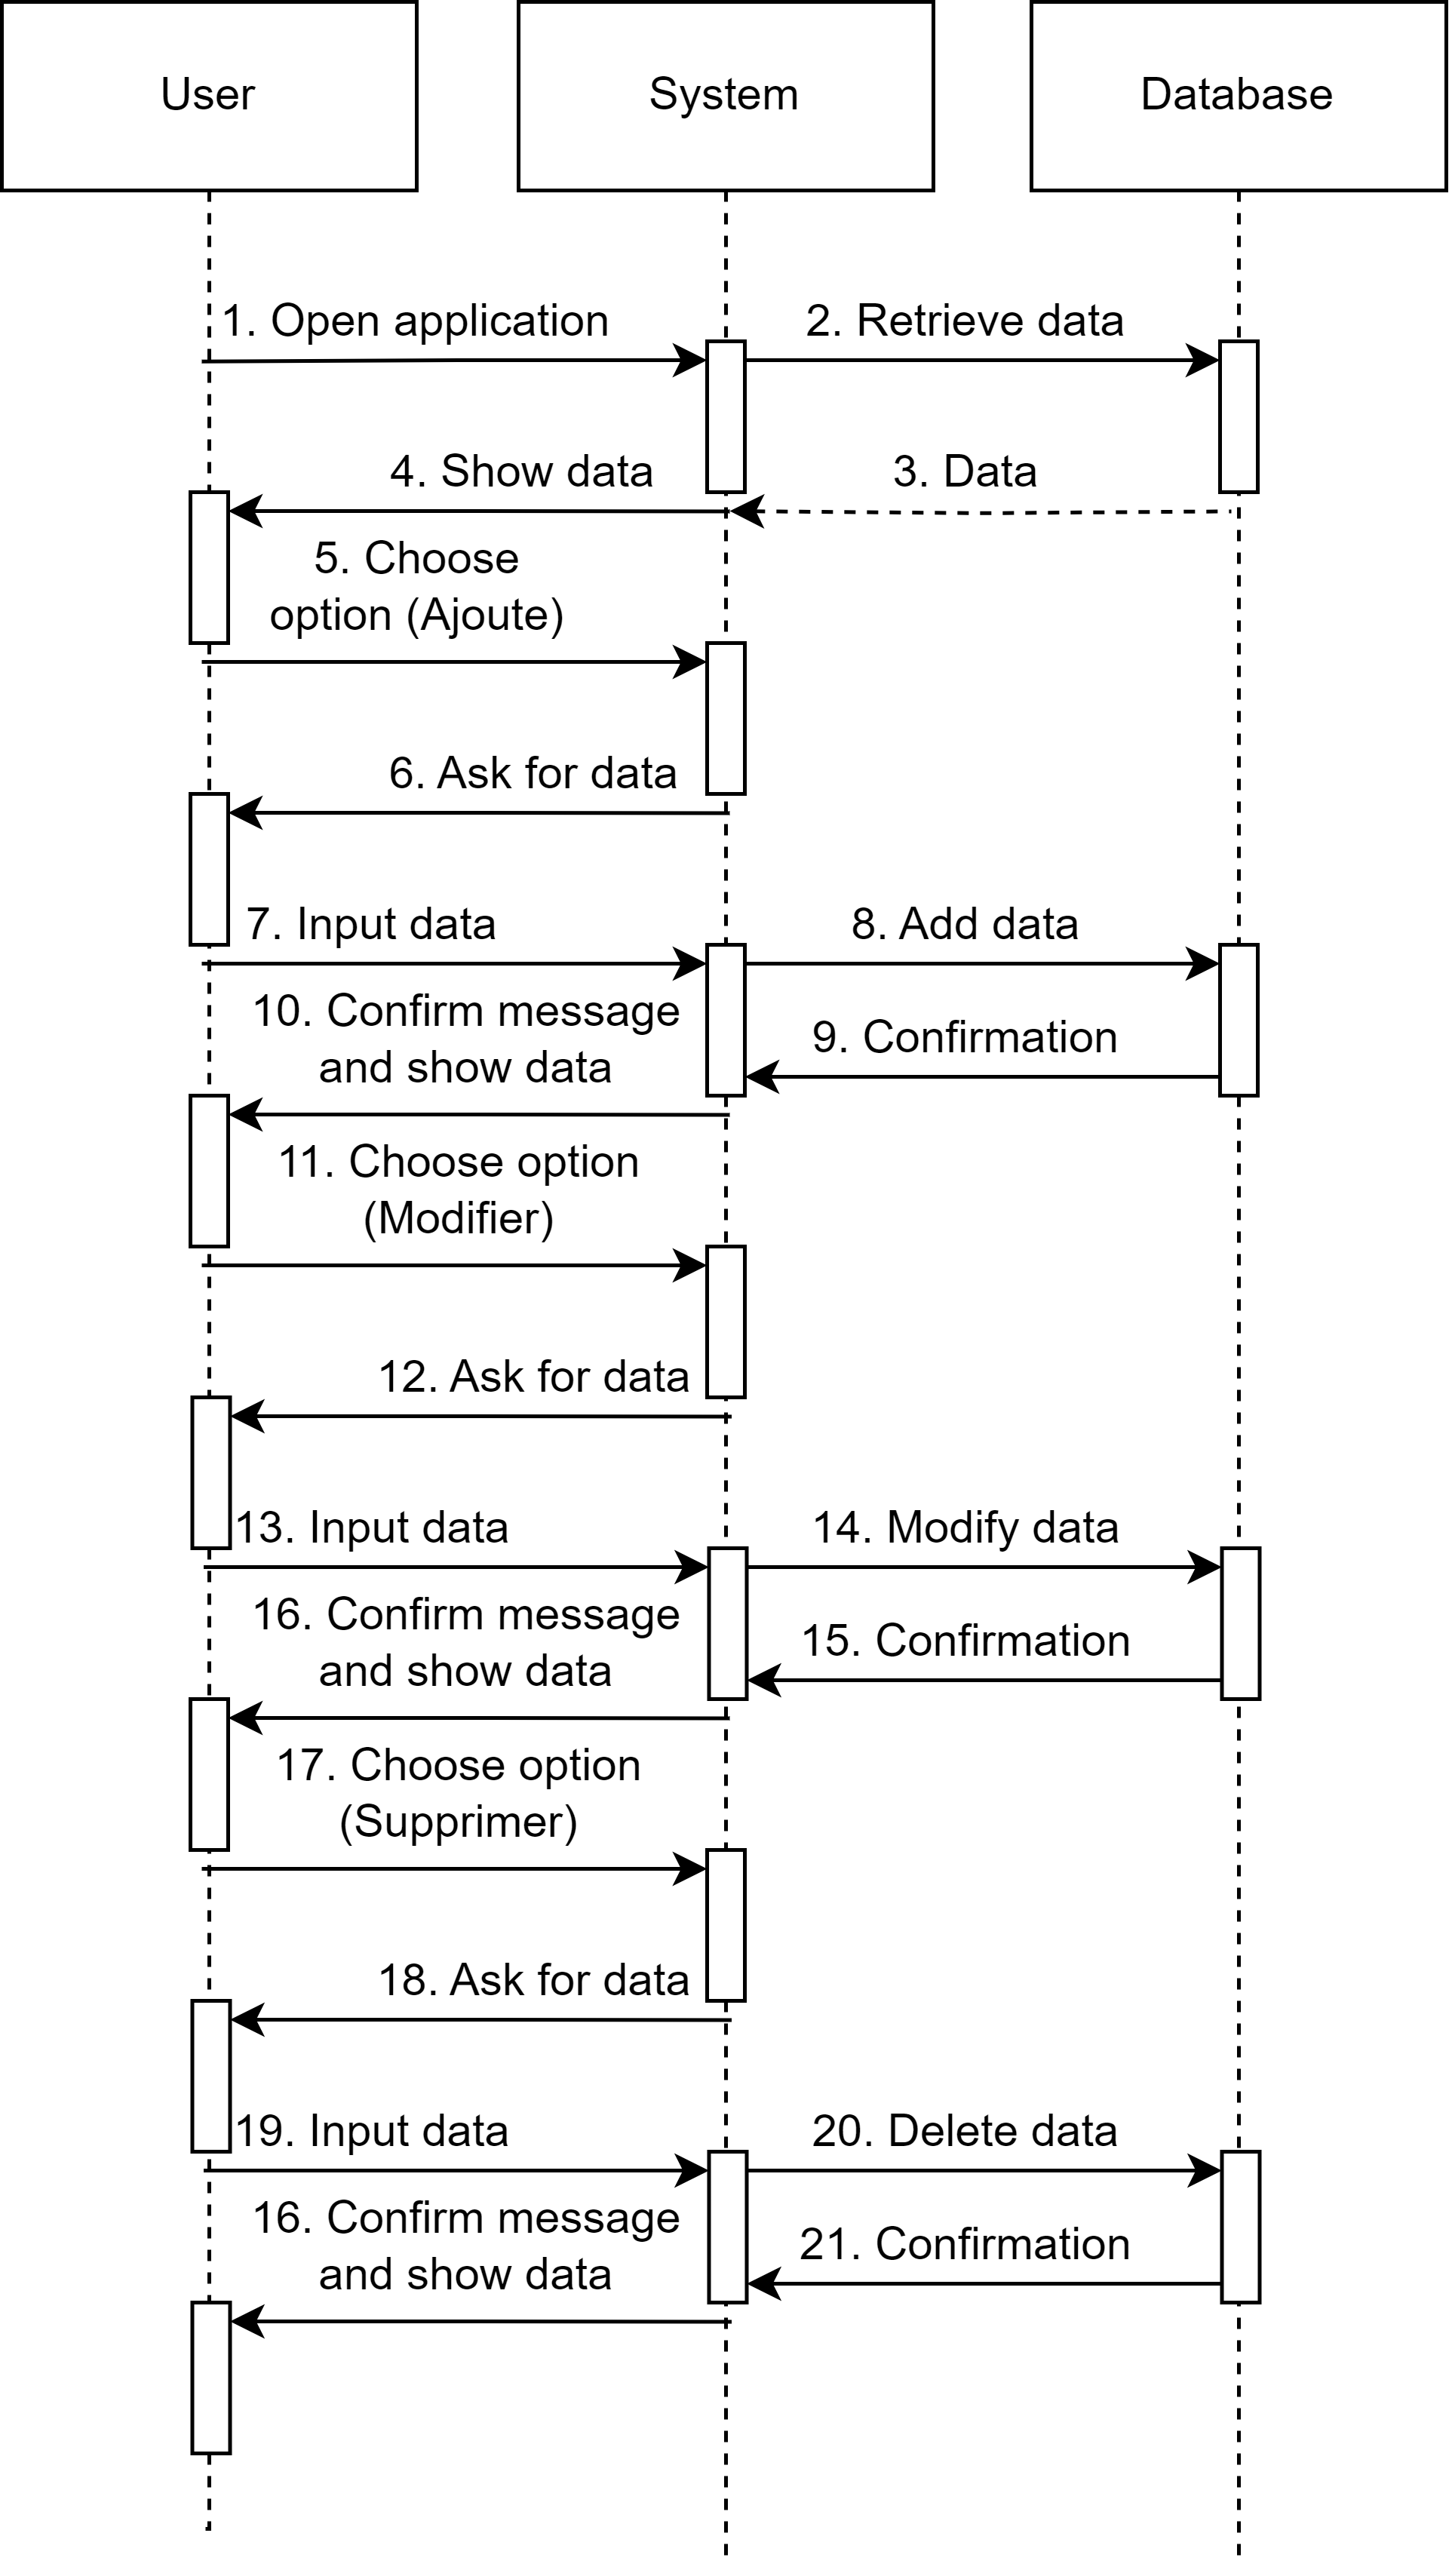 User
System
Database
1. Open application
2. Retrieve data
4. Show data
3. Data
5. Choose
option (Ajoute)
6. Ask for data
7. Input data
8. Add data
10. Confirm message
and show data
9. Confirmation
11. Choose option
(Modifier)
12. Ask for data
13. Input data
14. Modify data
16. Confirm message
and show data
15. Confirmation
17. Choose option
(Supprimer)
18. Ask for data
19. Input data
20. Delete data
16. Confirm message
and show data
21. Confirmation